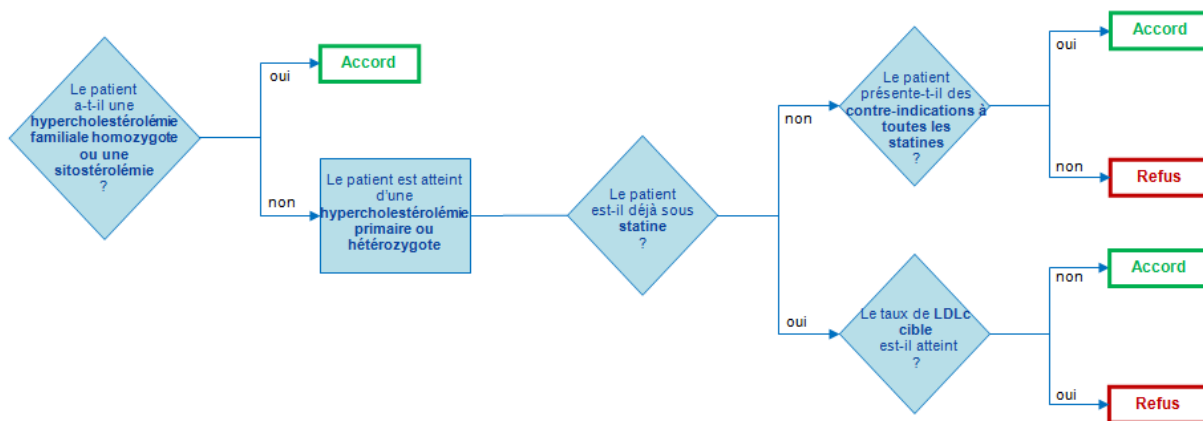 Le patient
a-t-il une
hypercholestérolémie
familiale homozygote
ou une
sitostérolémie
?
oui
Accord
non
Le patient est atteint
d'une
hypercholestérolémie
primaire ou
hétérozygote
Le patient
est-il déjà sous
statine
?
non
Le patient
présente-t-il des
contre-indications à
toutes les
statines
?
oui
Accord
non
Refus
oui
Le taux de LDLc
cible
est-il atteint
?
non
Accord
oui
Refus